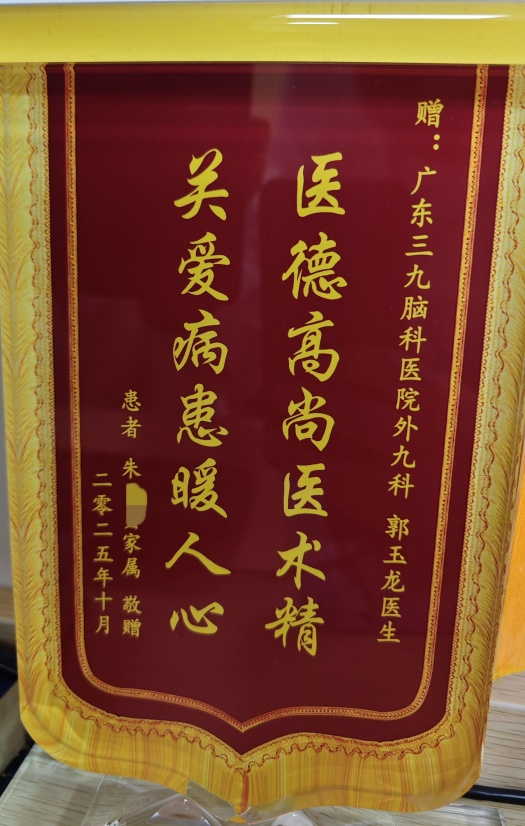 赠：广东三九脑科医院外九科 郭玉龙医生
医德高尚医术精
关爱病患暖人心
患者 朱 家属 敬赠
二零二五年十月